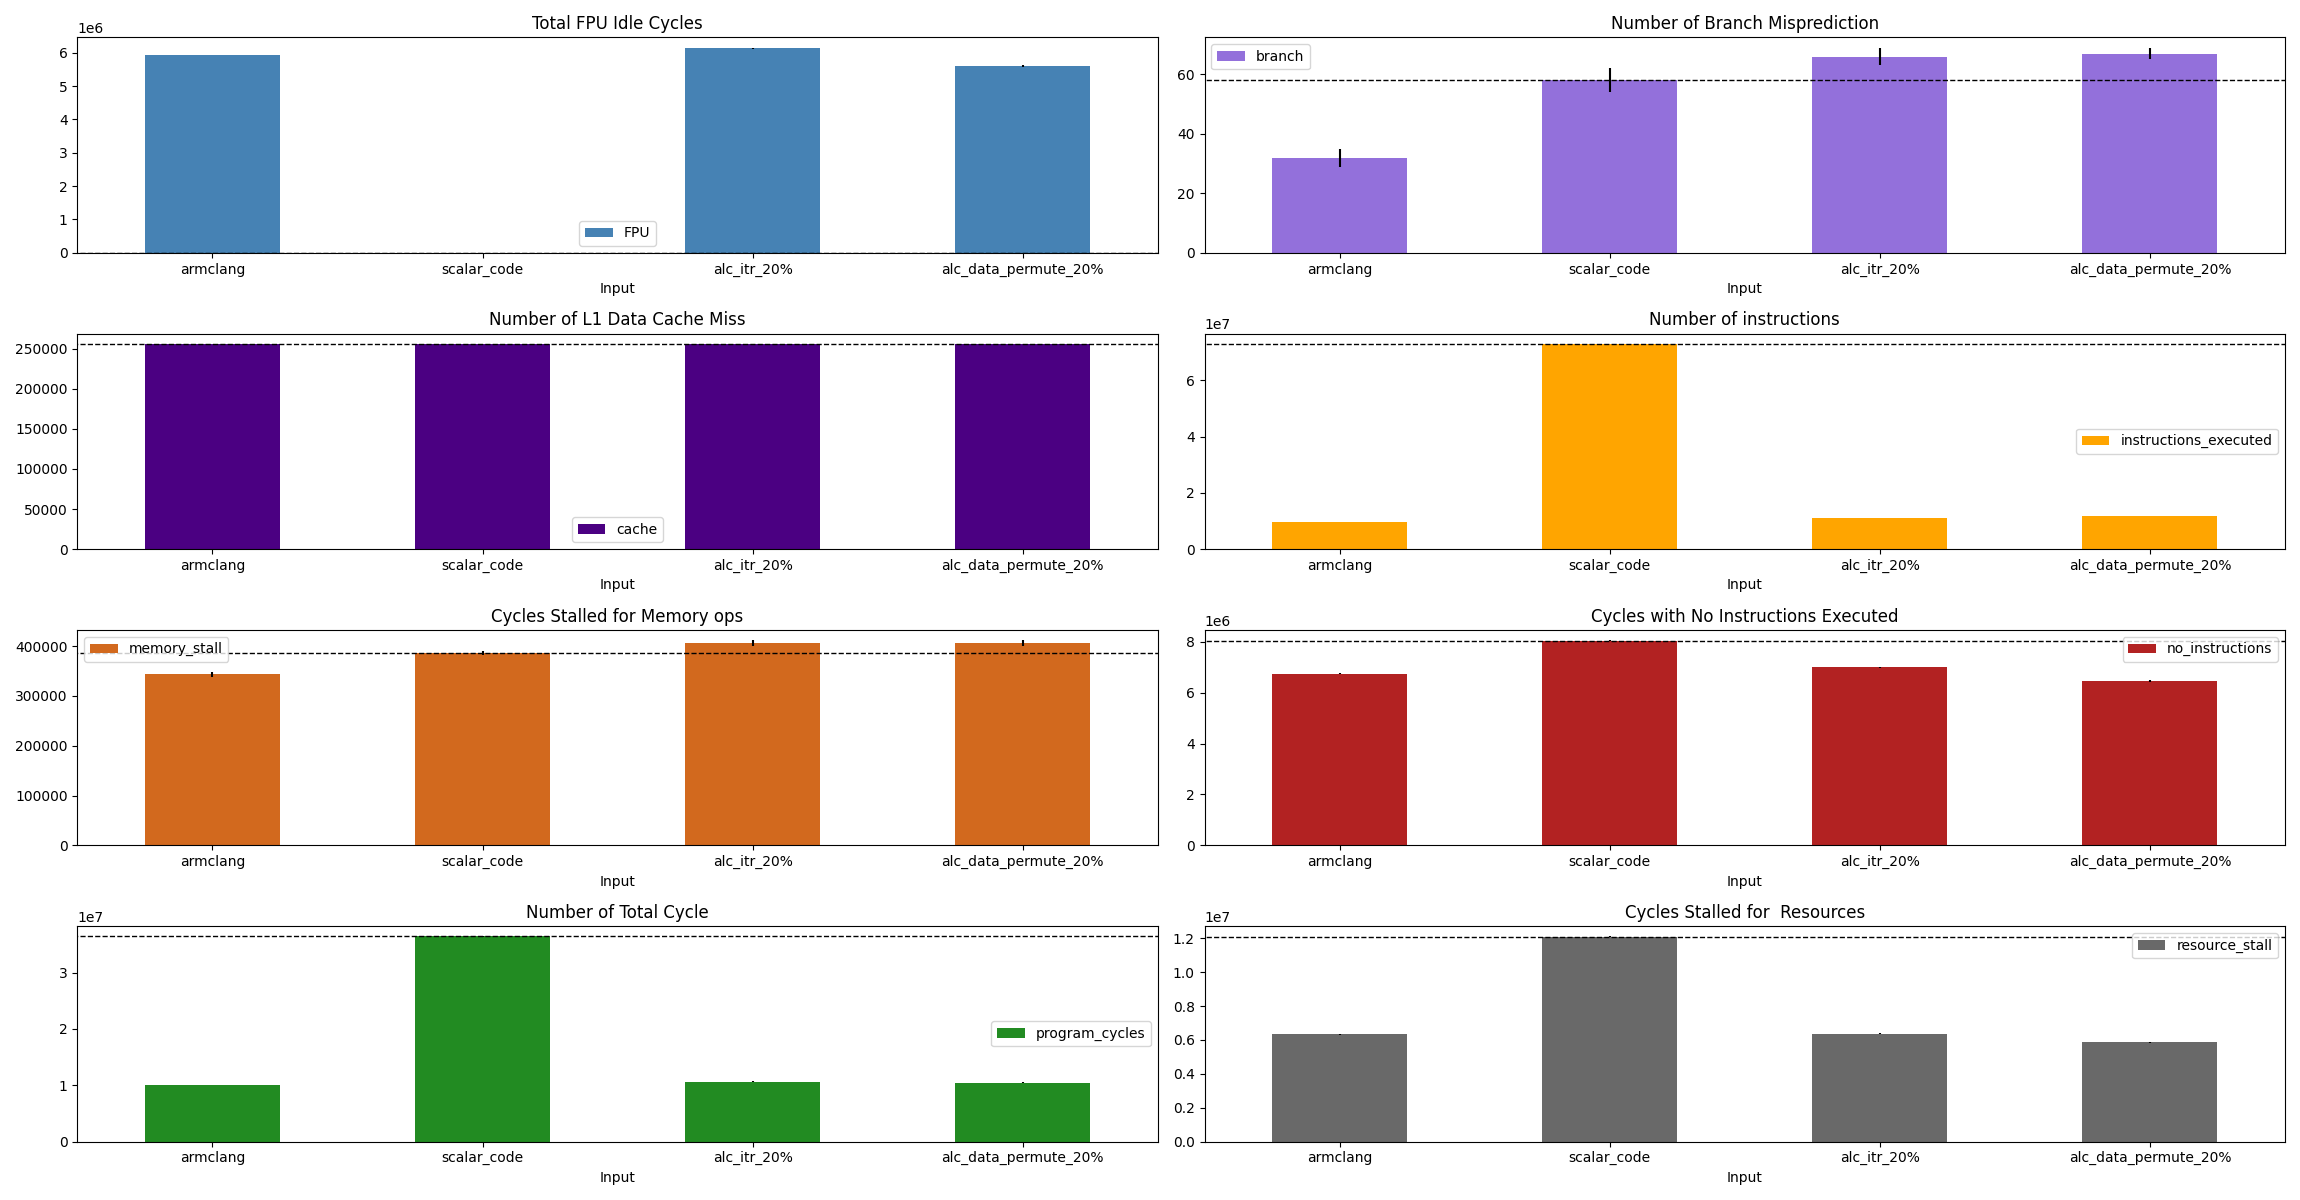 Total FPU Idle Cycles
1e6
6
5
4
3
2
1
0
FPU
armclang scalar_code alc_itr_20% alc_data_permute_20%
Input
Number of Branch Misprediction
branch
60
40
20
0
armclang scalar_code alc_itr_20% alc_data_permute_20%
Input
Number of L1 Data Cache Miss
250000
200000
150000
100000
50000
0
cache
armclang scalar_code alc_itr_20% alc_data_permute_20%
Input
Number of instructions
1e7
6
4
2
0
instructions_executed
armclang scalar_code alc_itr_20% alc_data_permute_20%
Input
Cycles Stalled for Memory ops
memory_stall
400000
300000
200000
100000
0
armclang scalar_code alc_itr_20% alc_data_permute_20%
Input
Cycles with No Instructions Executed
1e6
no_instructions
8
6
4
2
0
armclang scalar_code alc_itr_20% alc_data_permute_20%
Input
Number of Total Cycle
1e7
3
2
1
0
program_cycles
armclang scalar_code alc_itr_20% alc_data_permute_20%
Input
Cycles Stalled for  Resources
1e7
resource_stall
1.2
1.0
0.8
0.6
0.4
0.2
0.0
armclang scalar_code alc_itr_20% alc_data_permute_20%
Input